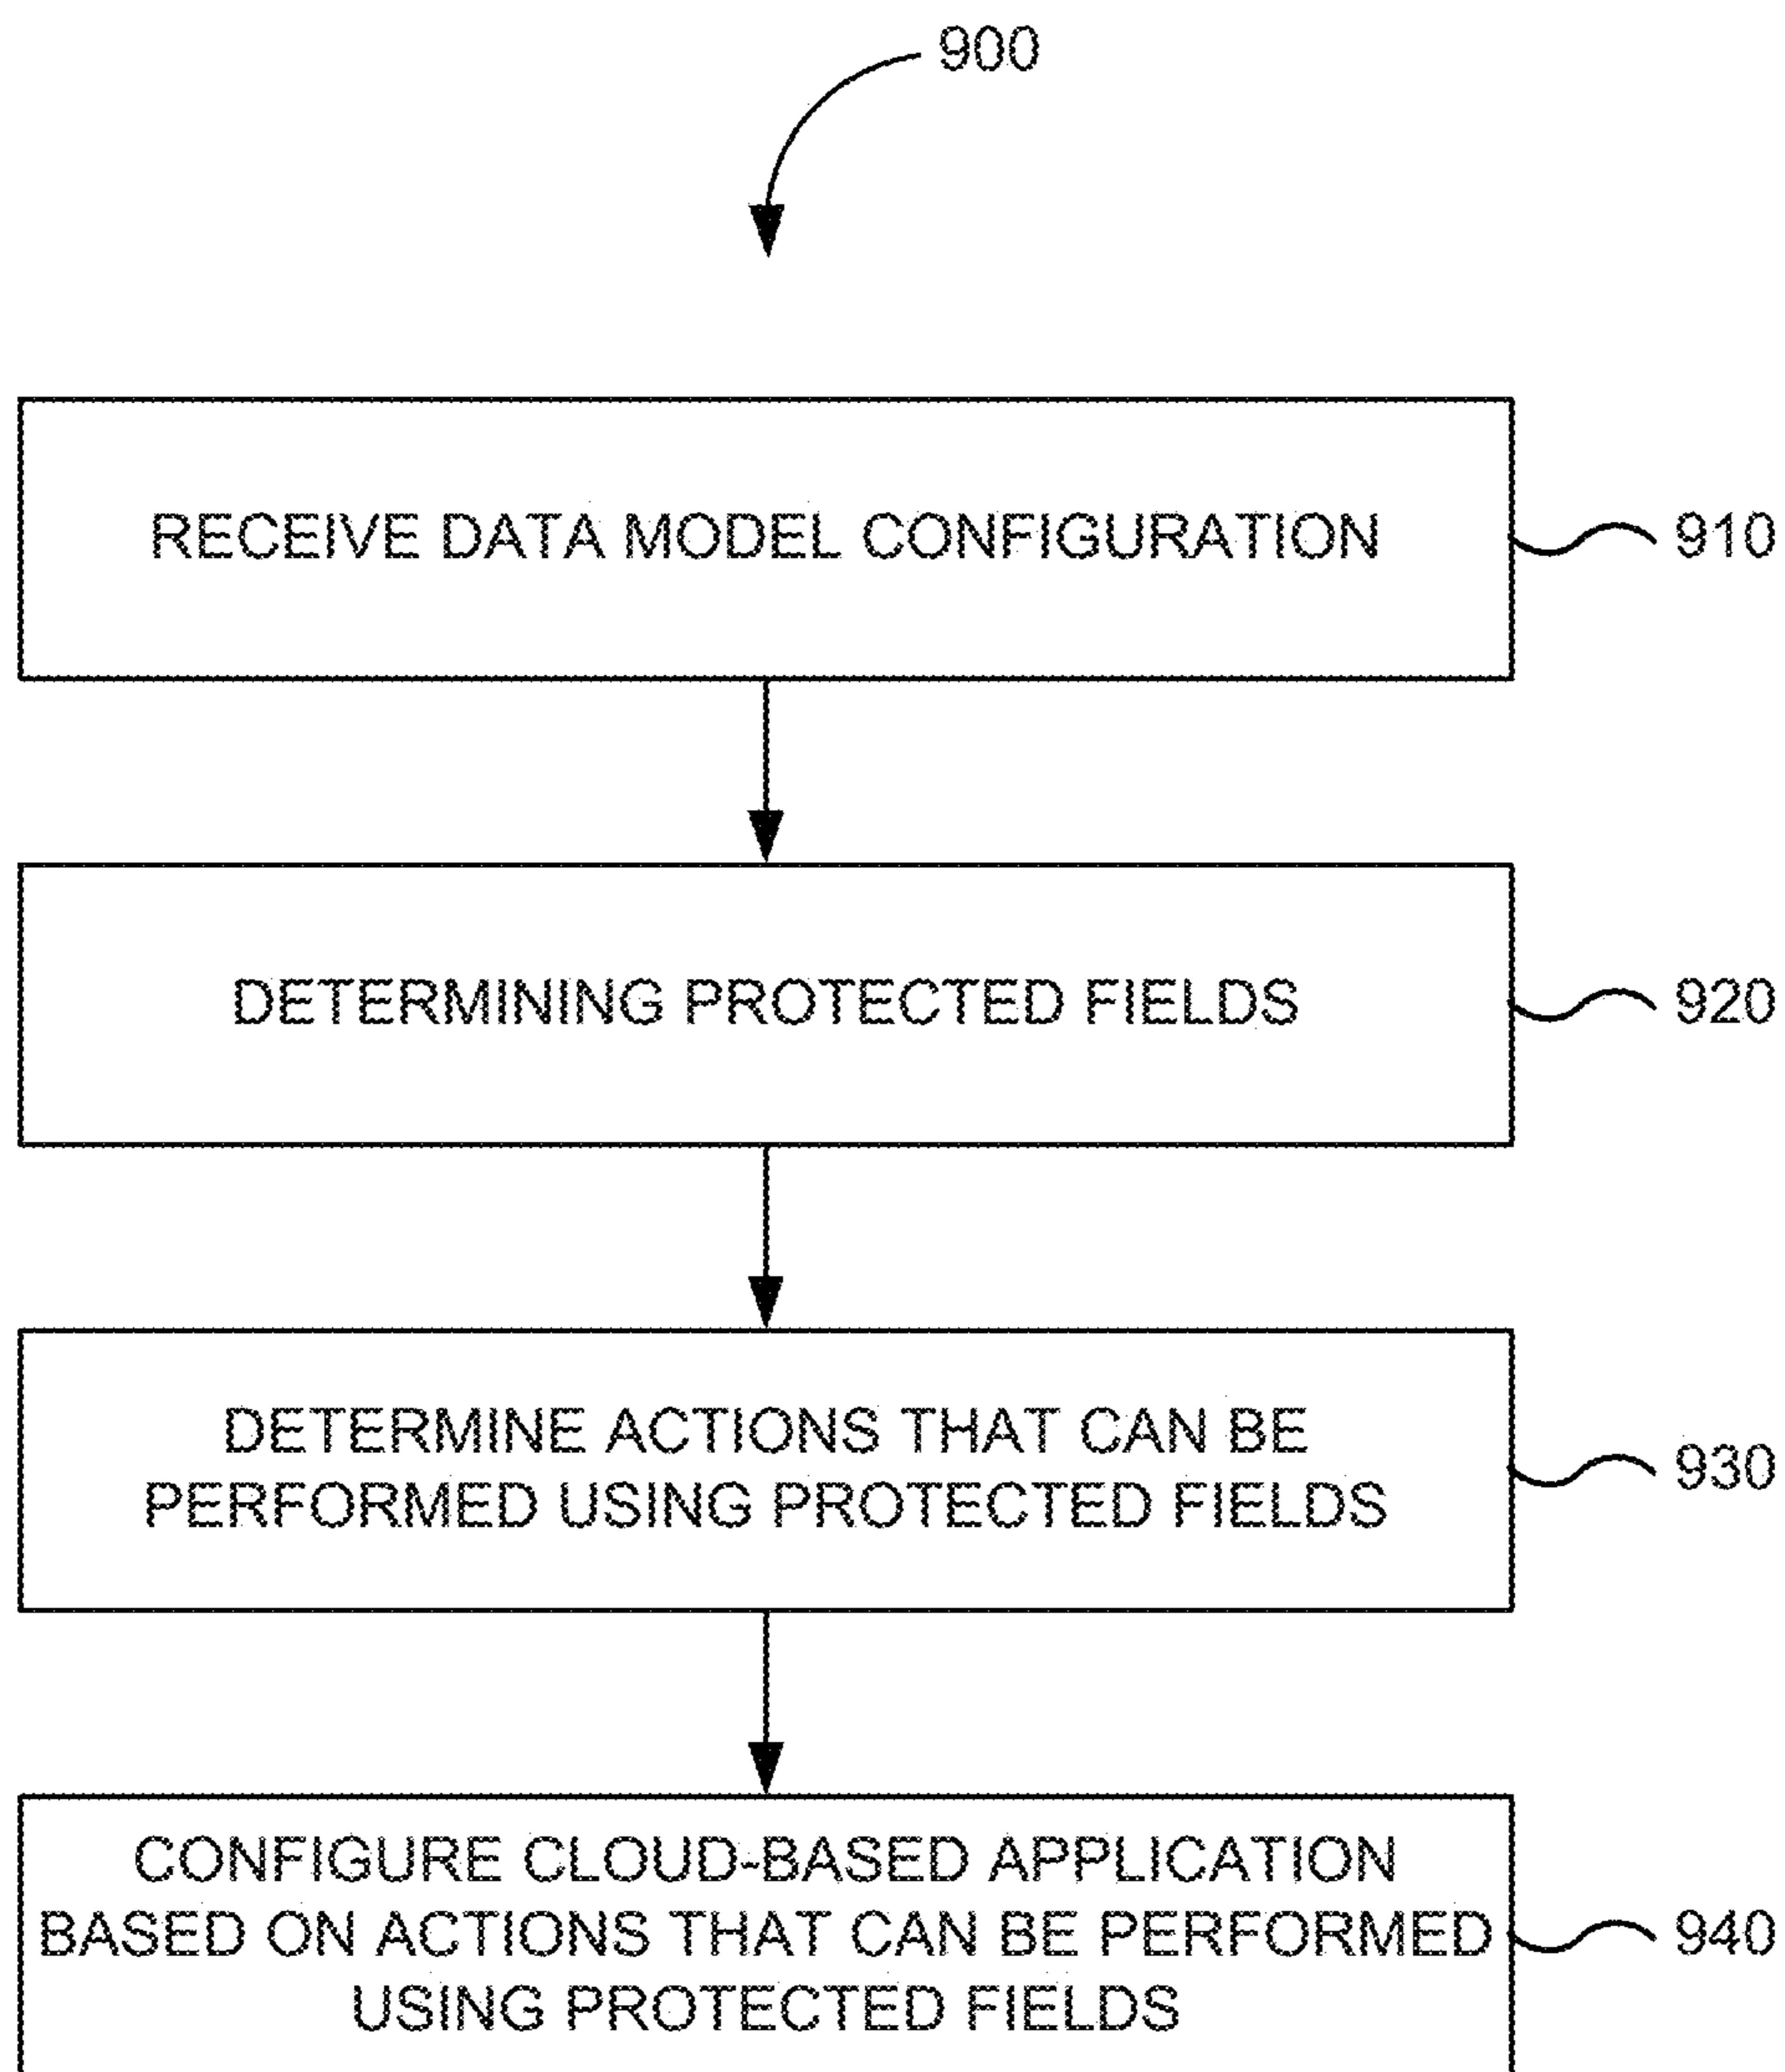 900
RECEIVE DATA MODEL CONFIGURATION
910
DETERMINING PROTECTED FIELDS
920
DETERMINE ACTIONS THAT CAN BE
PERFORMED USING PROTECTED FIELDS
930
CONFIGURE CLOUD-BASED APPLICATION
BASED ON ACTIONS THAT CAN BE PERFORMED
USING PROTECTED FIELDS
940